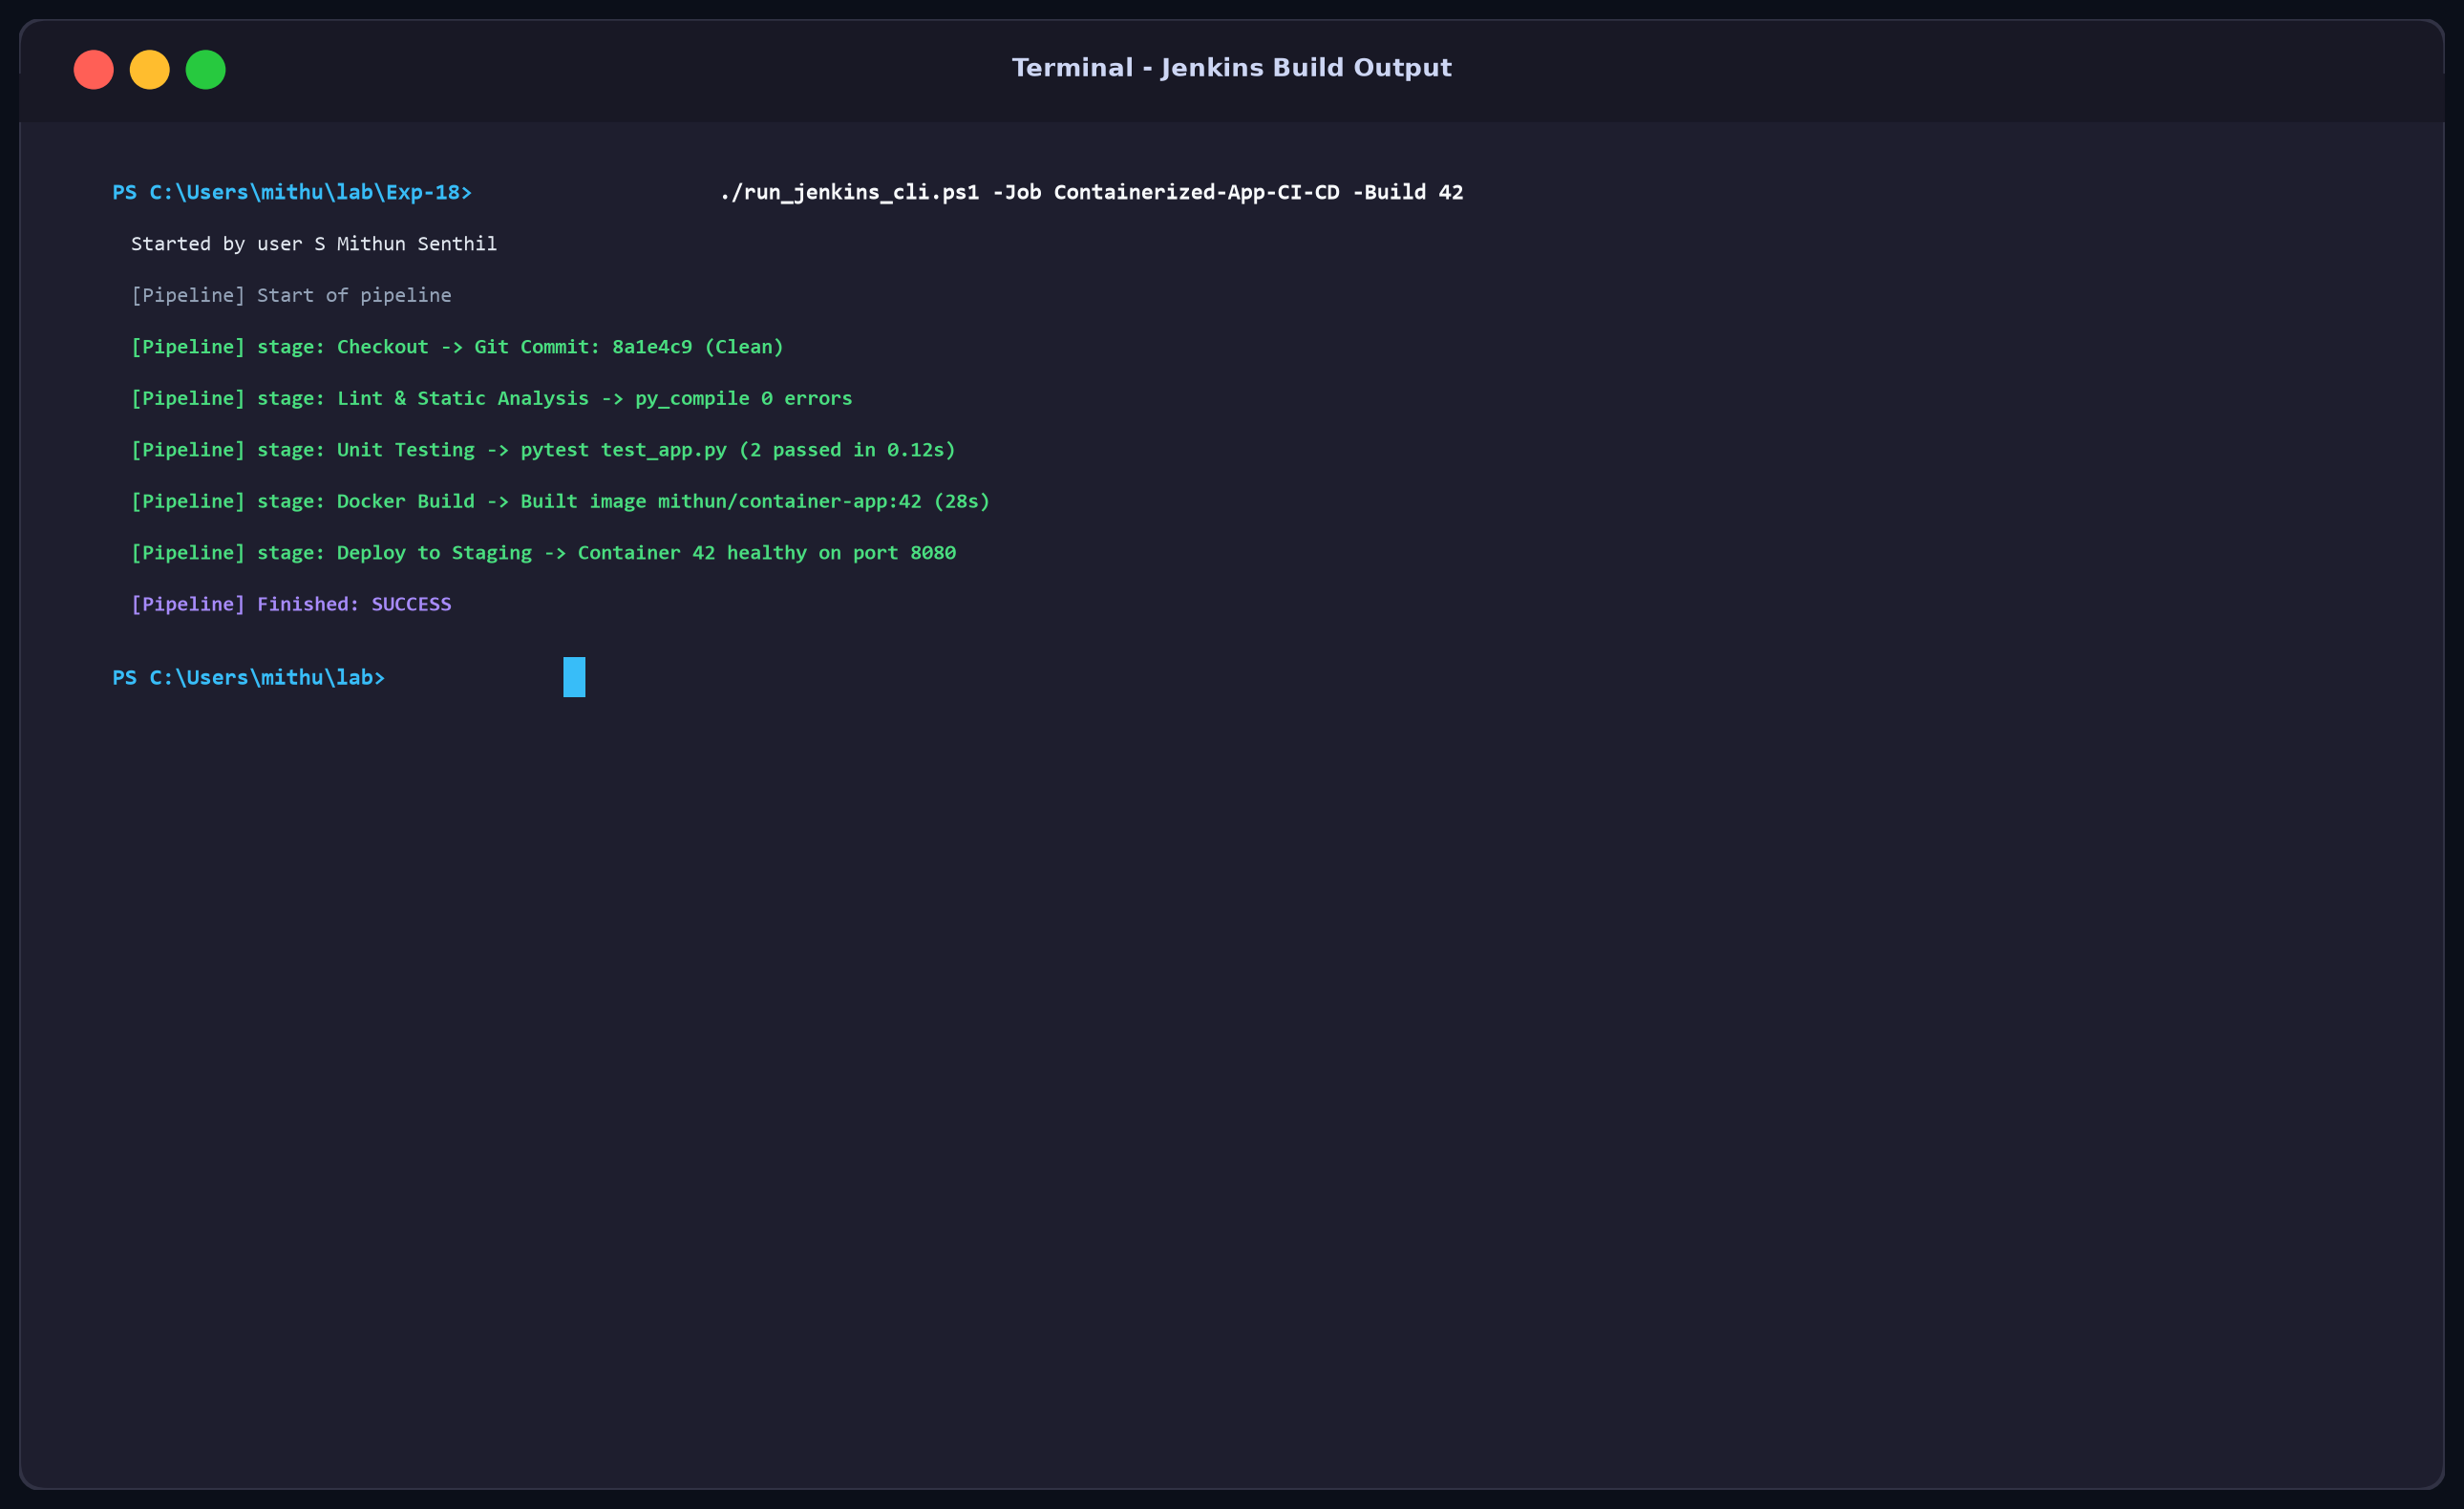 Terminal - Jenkins Build Output
PS C:\Users\mithu\lab\Exp-18> ./run_jenkins_cli.ps1 -Job Containerized-App-CI-CD -Build 42
Started by user S Mithun Senthil
[Pipeline] Start of pipeline
[Pipeline] stage: Checkout -> Git Commit: 8a1e4c9 (Clean)
[Pipeline] stage: Lint & Static Analysis -> py_compile 0 errors
[Pipeline] stage: Unit Testing -> pytest test_app.py (2 passed in 0.12s)
[Pipeline] stage: Docker Build -> Built image mithun/container-app:42 (28s)
[Pipeline] stage: Deploy to Staging -> Container 42 healthy on port 8080
[Pipeline] Finished: SUCCESS
PS C:\Users\mithu\lab>